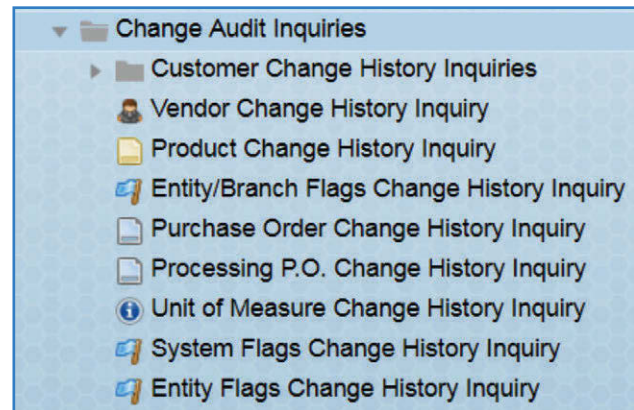 Change Audit Inquiries
Customer Change History Inquiries
Vendor Change History Inquiry
Product Change History Inquiry
Entity/Branch Flags Change History Inquiry
Purchase Order Change History Inquiry
Processing P.O. Change History Inquiry
Unit of Measure Change History Inquiry
System Flags Change History Inquiry
Entity Flags Change History Inquiry